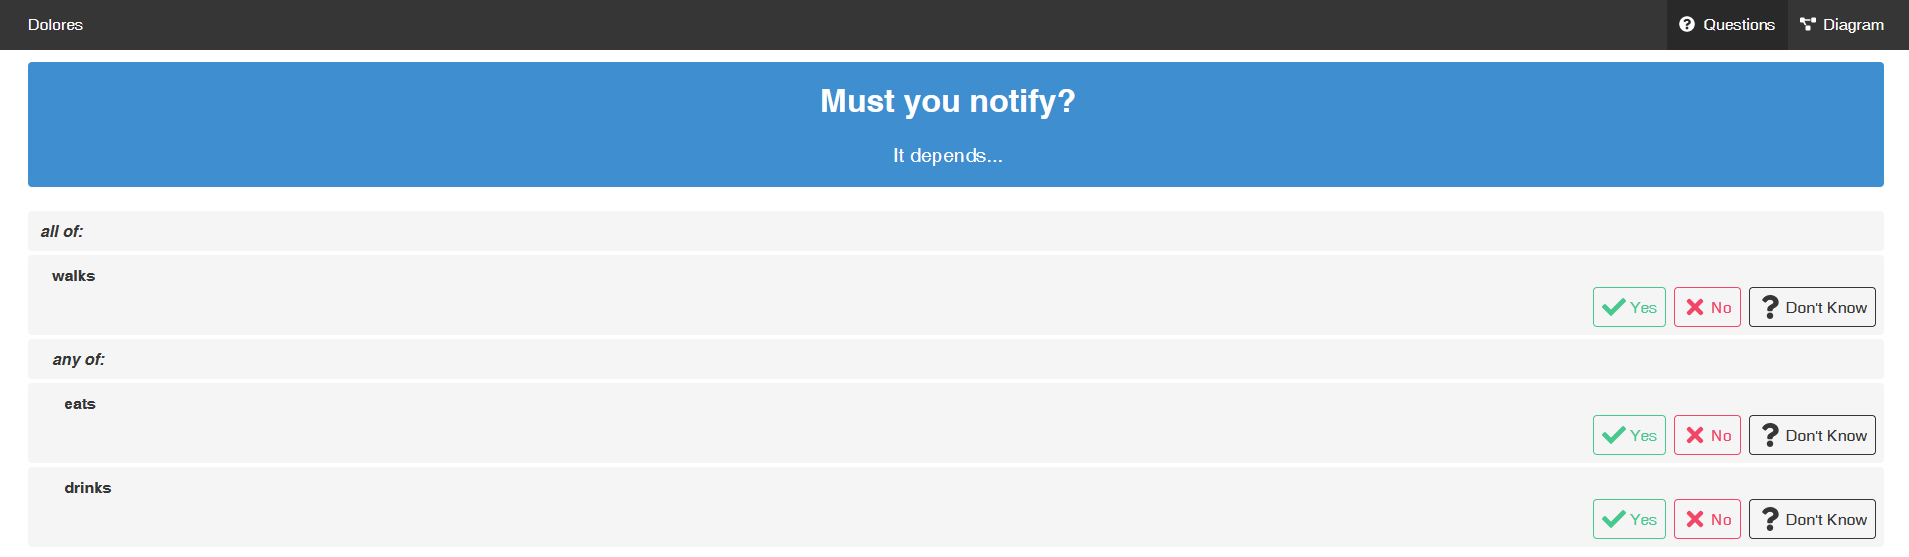 Dolores
Questions
Diagram
Must you notify?
It depends...
all of:
walks
Yes No Don't Know
any of:
eats
Yes No Don't Know
drinks
Yes No Don't Know